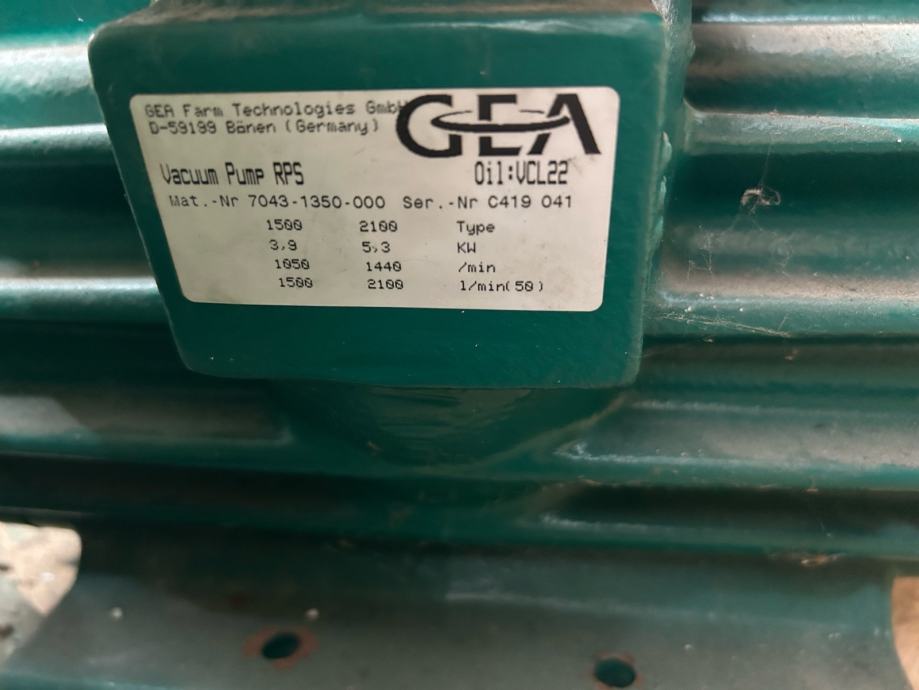 GEA Farm Technologies GmbH
D-59199 Bänen (Germany)
GEA
Vacuum Pump RPS Oil:VCL22
Mat.-Nr 7043-1350-000 Ser.-Nr C419 041
1500 2100 Type
3,9 5,3 KW
1050 1440 /min
1500 2100 l/min(50)